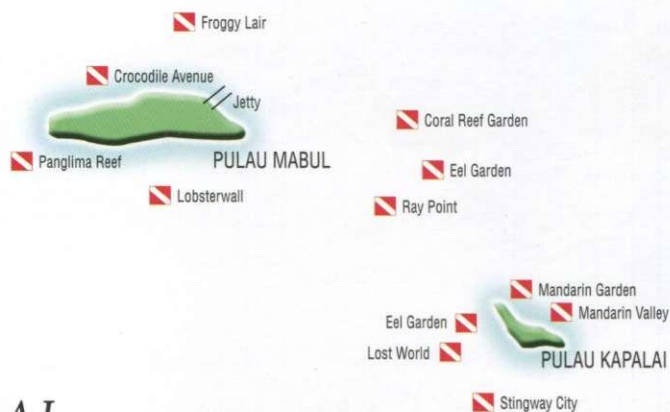 Froggy Lair
Crocodile Avenue
Jetty
Coral Reef Garden
Panglima Reef
PULAU MABUL
Eel Garden
Lobsterwall
Ray Point
Mandarin Garden
Mandarin Valley
Eel Garden
Lost World
PULAU KAPALAI
Stingway City